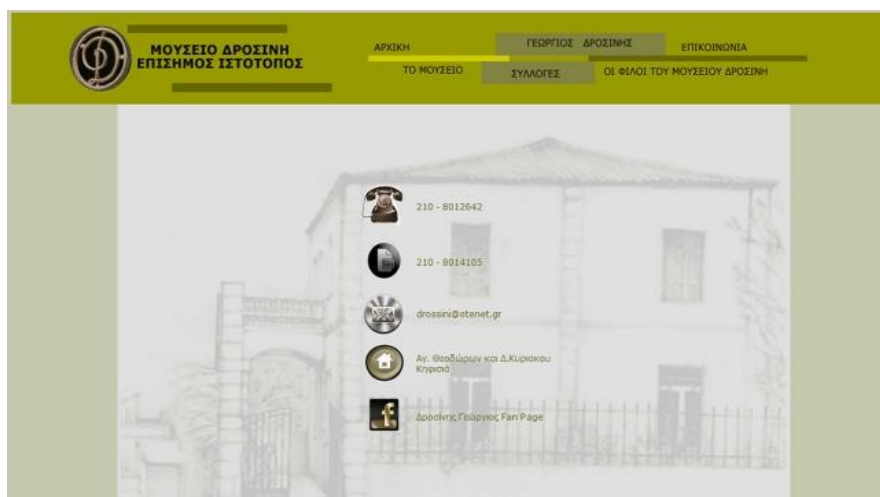 ΜΟΥΣΕΙΟ ΔΡΟΣΙΝΗ
ΕΠΙΣΗΜΟΣ ΙΣΤΟΤΟΠΟΣ
ΑΡΧΙΚΗ
ΓΕΩΡΓΙΟΣ ΔΡΟΣΙΝΗΣ
ΕΠΙΚΟΙΝΩΝΙΑ
ΤΟ ΜΟΥΣΕΙΟ
ΣΥΛΛΟΓΕΣ
ΟΙ ΦΙΛΟΙ ΤΟΥ ΜΟΥΣΕΙΟΥ ΔΡΟΣΙΝΗ
210 - 8012642
210 - 8014105
drossini@otenet.gr
Αγ. Θεοδώρων και Δ.Κυριακου
Κηφισιά
f
Δροσίνης Γεώργιος Fan Page